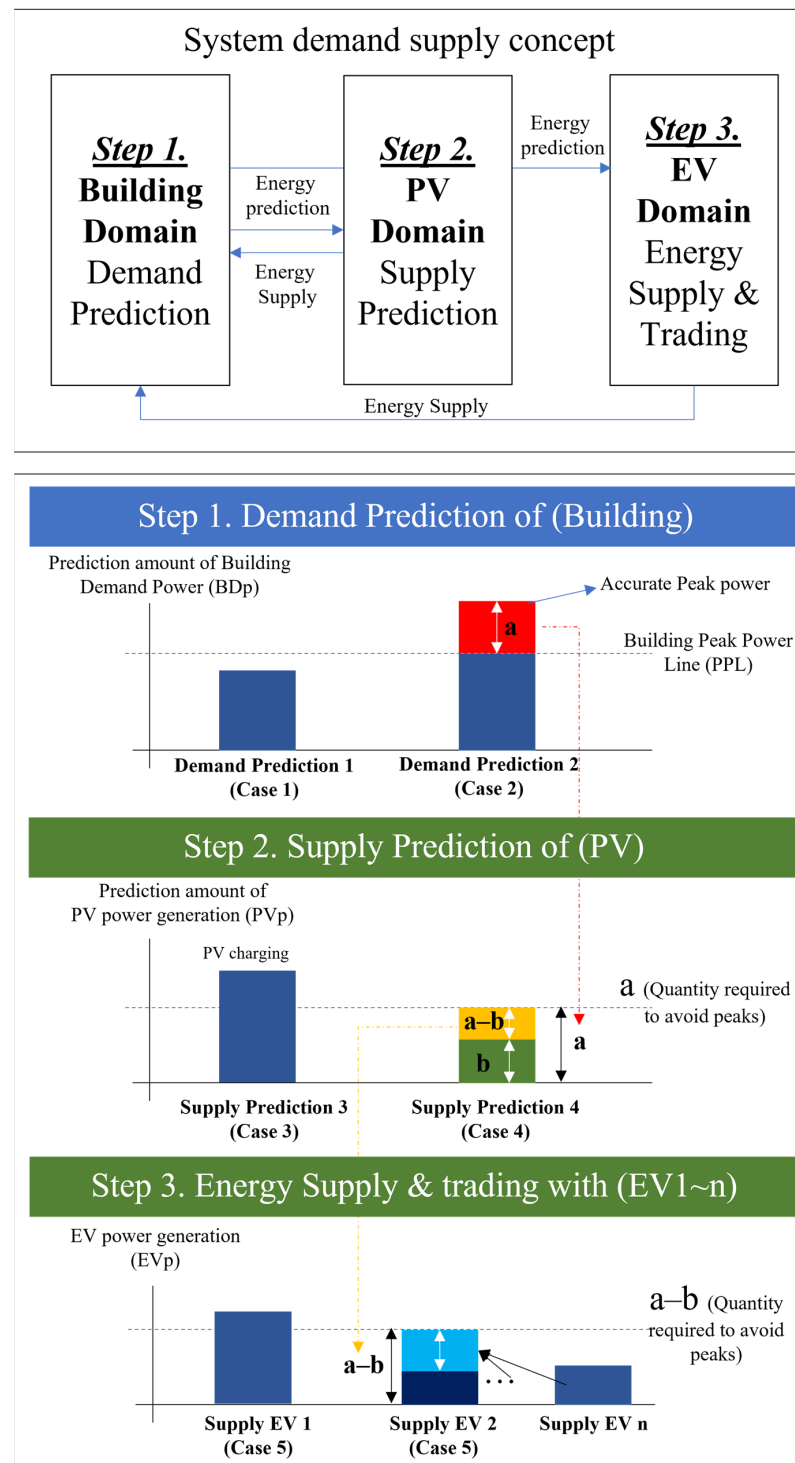 System demand supply concept
Step 1.
Building
Domain
Demand
Prediction
Energy
prediction
Energy
Supply
Step 2.
PV
Domain
Supply
Prediction
Energy
prediction
Step 3.
EV
Domain
Energy
Supply &
Trading
Energy Supply
Step 1. Demand Prediction of (Building)
Prediction amount of Building
Demand Power (BDp)
a
Accurate Peak power
Building Peak Power
Line (PPL)
Demand Prediction 1
(Case 1)
Demand Prediction 2
(Case 2)
Step 2. Supply Prediction of (PV)
Prediction amount of
PV power generation (PVp)
PV charging
a–b
b
a
a (Quantity required
to avoid peaks)
Supply Prediction 3
(Case 3)
Supply Prediction 4
(Case 4)
Step 3. Energy Supply & trading with (EV1~n)
EV power generation
(EVp)
a–b
...
a–b (Quantity
required to avoid
peaks)
Supply EV 1
(Case 5)
Supply EV 2
(Case 5)
Supply EV n